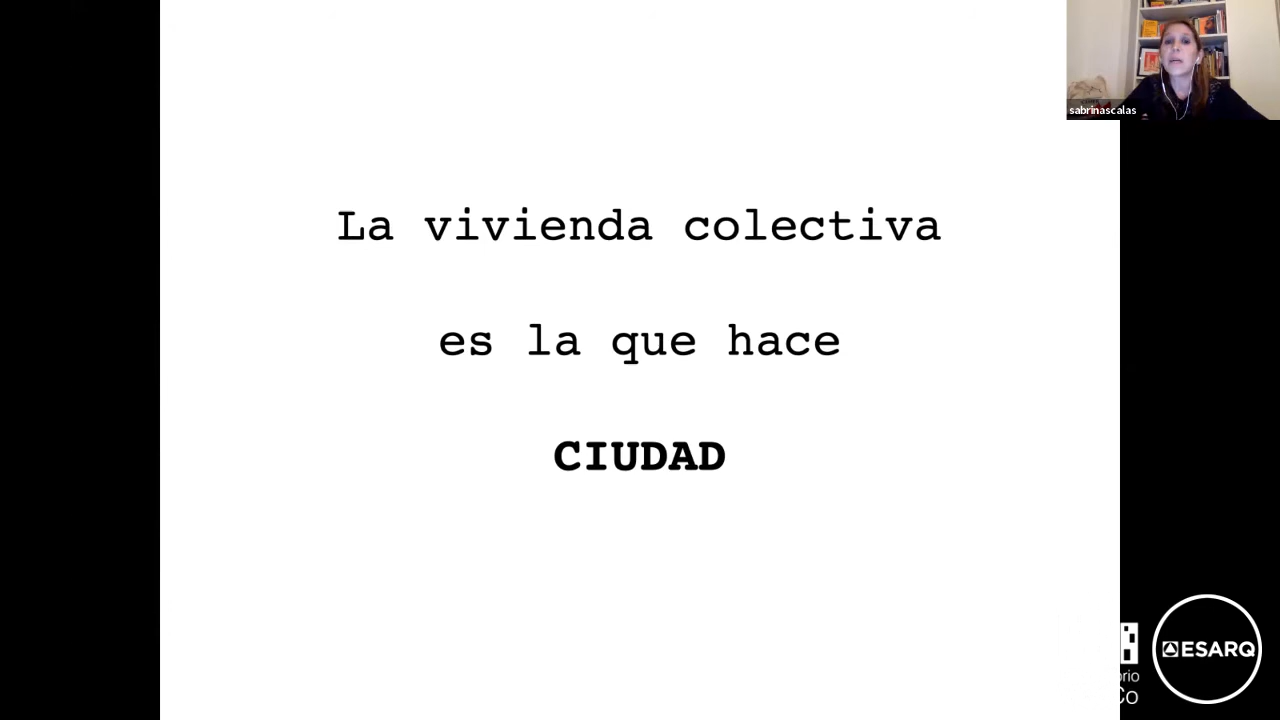 sabrinascalas
La vivienda colectiva
es la que hace
CIUDAD
ESARQ